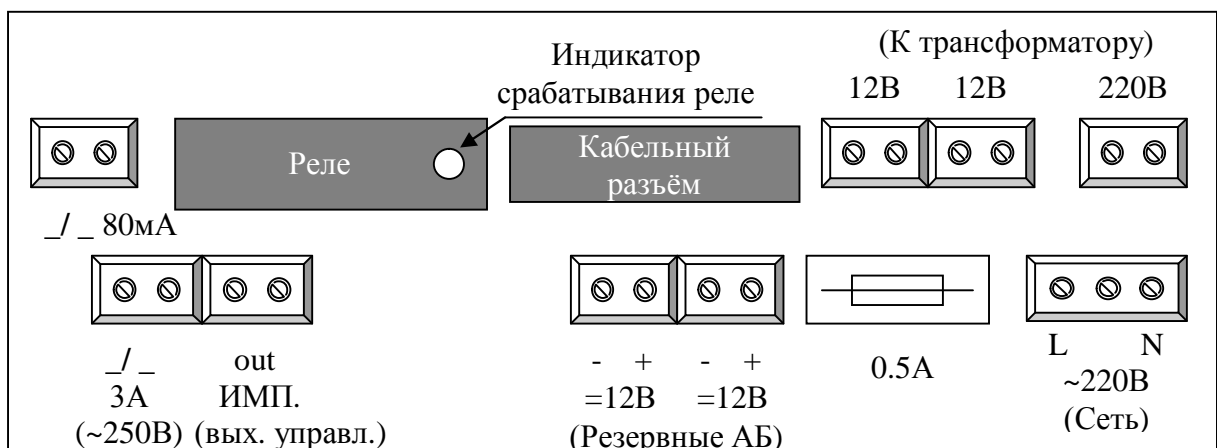 (К трансформатору)
Индикатор
срабатывания реле
12В 12В 220В
Реле
Кабельный
разъём
_/ _ 80мА
_/ _ out - + - + 0.5А L N
3А ИМП. =12В =12В ~220В
(~250В) (вых. управл.) (Резервные АБ) (Сеть)